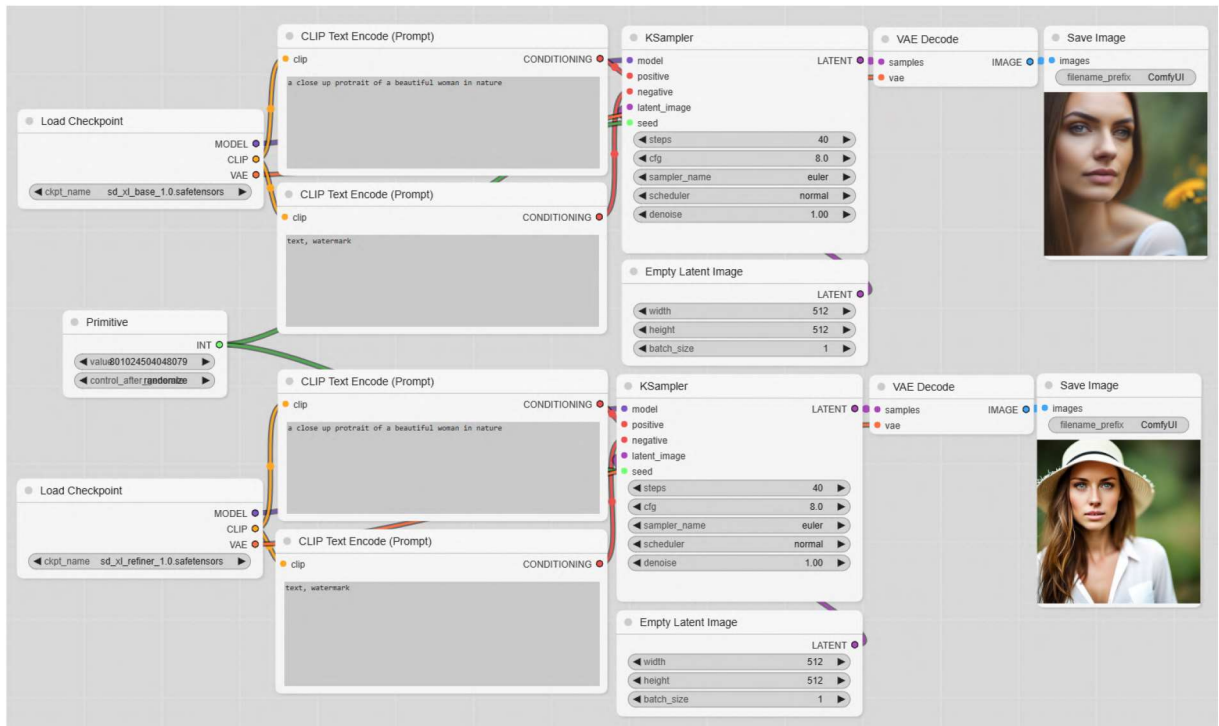 CLIP Text Encode (Prompt)
clip
CONDITIONING
a close up protrait of a beautiful woman in nature
KSampler
model
LATENT
positive
negative
latent_image
seed
steps 40
cfg 8.0
sampler_name euler
scheduler normal
denoise 1.00
VAE Decode
samples
IMAGE
vae
Save Image
images
filename_prefix ComfyUI
Load Checkpoint
MODEL
CLIP
VAE
ckpt_name sd_xl_base_1.0.safetensors
CLIP Text Encode (Prompt)
clip
CONDITIONING
text, watermark
Empty Latent Image
LATENT
width 512
height 512
batch_size 1
Primitive
INT
801024504048079
control_after_
randomize
CLIP Text Encode (Prompt)
clip
CONDITIONING
a close up protrait of a beautiful woman in nature
KSampler
model
LATENT
positive
negative
latent_image
seed
steps 40
cfg 8.0
sampler_name euler
scheduler normal
denoise 1.00
VAE Decode
samples
IMAGE
vae
Save Image
images
filename_prefix ComfyUI
Load Checkpoint
MODEL
CLIP
VAE
ckpt_name sd_xl_refiner_1.0.safetensors
CLIP Text Encode (Prompt)
clip
CONDITIONING
text, watermark
Empty Latent Image
LATENT
width 512
height 512
batch_size 1